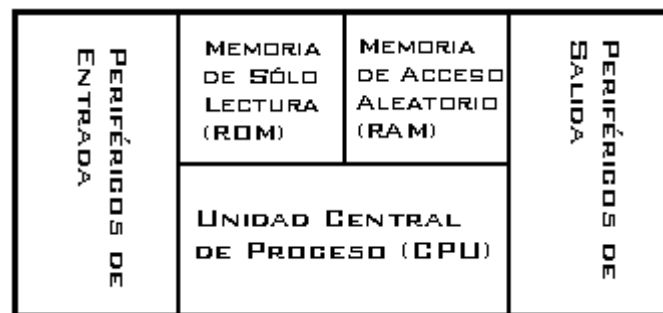 Periféricos de
Entrada
Memoria
de Sólo
Lectura
(ROM)
Memoria
de Acceso
Aleatorio
(RAM)
Unidad Central
de Proceso (CPU)
Periféricos de
Salida